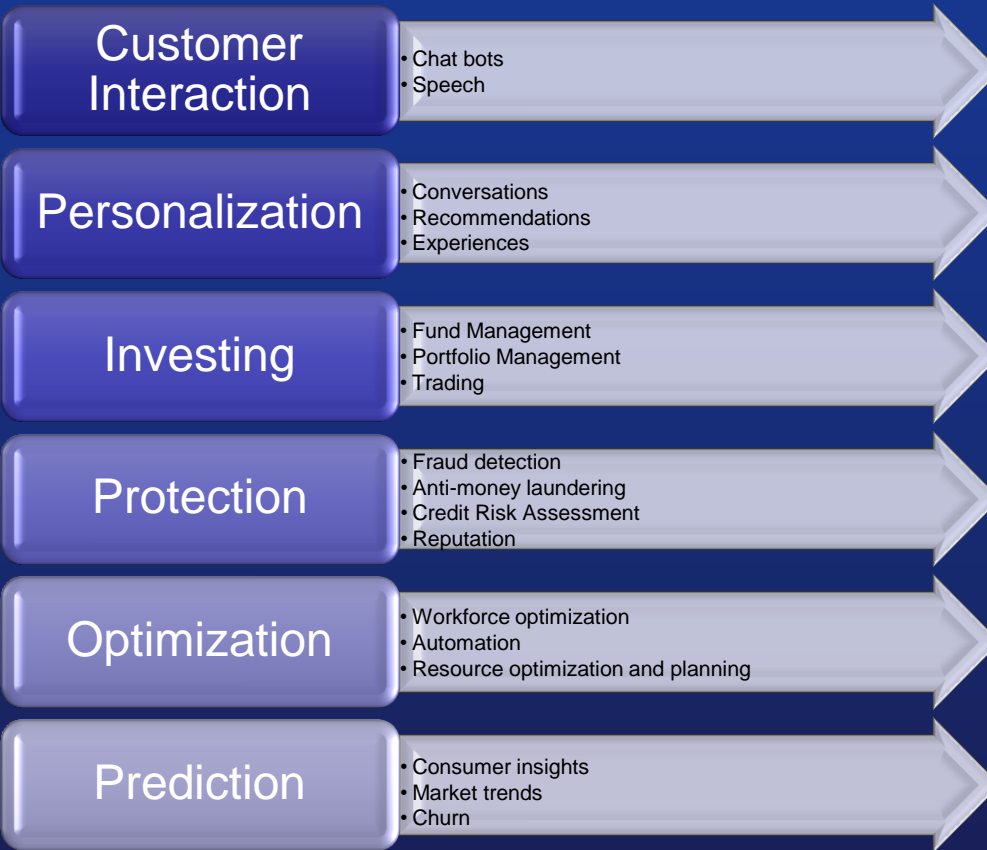 Customer
Interaction
• Chat bots
• Speech
Personalization
• Conversations
• Recommendations
• Experiences
Investing
• Fund Management
• Portfolio Management
• Trading
Protection
• Fraud detection
• Anti-money laundering
• Credit Risk Assessment
• Reputation
Optimization
• Workforce optimization
• Automation
• Resource optimization and planning
Prediction
• Consumer insights
• Market trends
• Churn